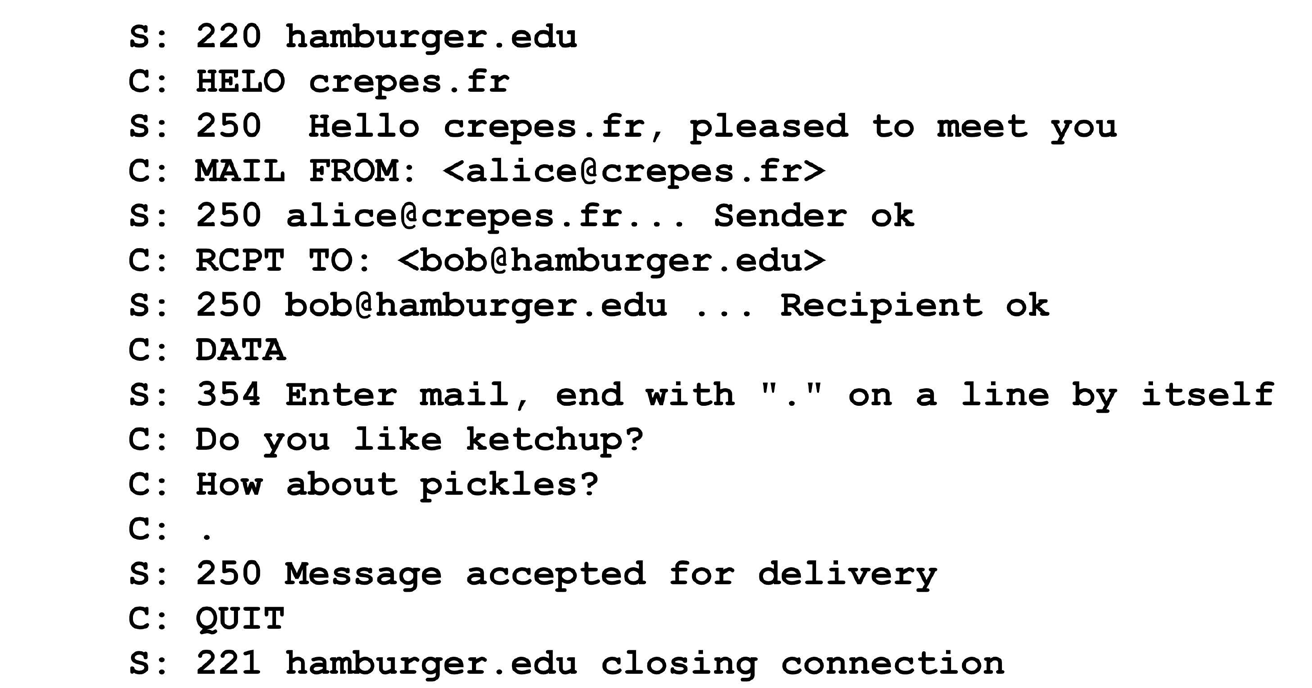 S: 220 hamburger.edu
C: HELO crepes.fr
S: 250  Hello crepes.fr, pleased to meet you
C: MAIL FROM: <alice@crepes.fr>
S: 250 alice@crepes.fr... Sender ok
C: RCPT TO: <bob@hamburger.edu>
S: 250 bob@hamburger.edu ... Recipient ok
C: DATA
S: 354 Enter mail, end with "." on a line by itself
C: Do you like ketchup?
C: How about pickles?
C: .
S: 250 Message accepted for delivery
C: QUIT
S: 221 hamburger.edu closing connection